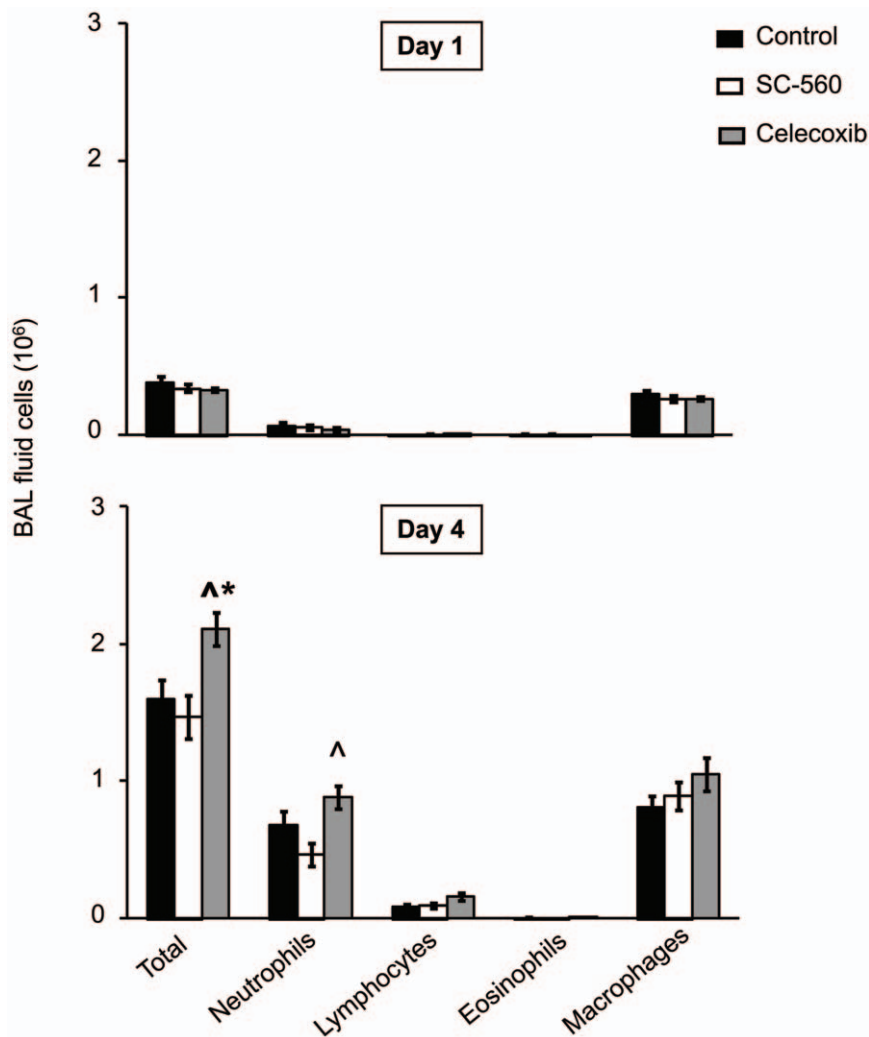 3
Day 1
Control
SC-560
Celecoxib
2
1
0
BAL fluid cells (10⁶)
3
Day 4
^*
2
^
1
0
Total
Neutrophils
Lymphocytes
Eosinophils
Macrophages